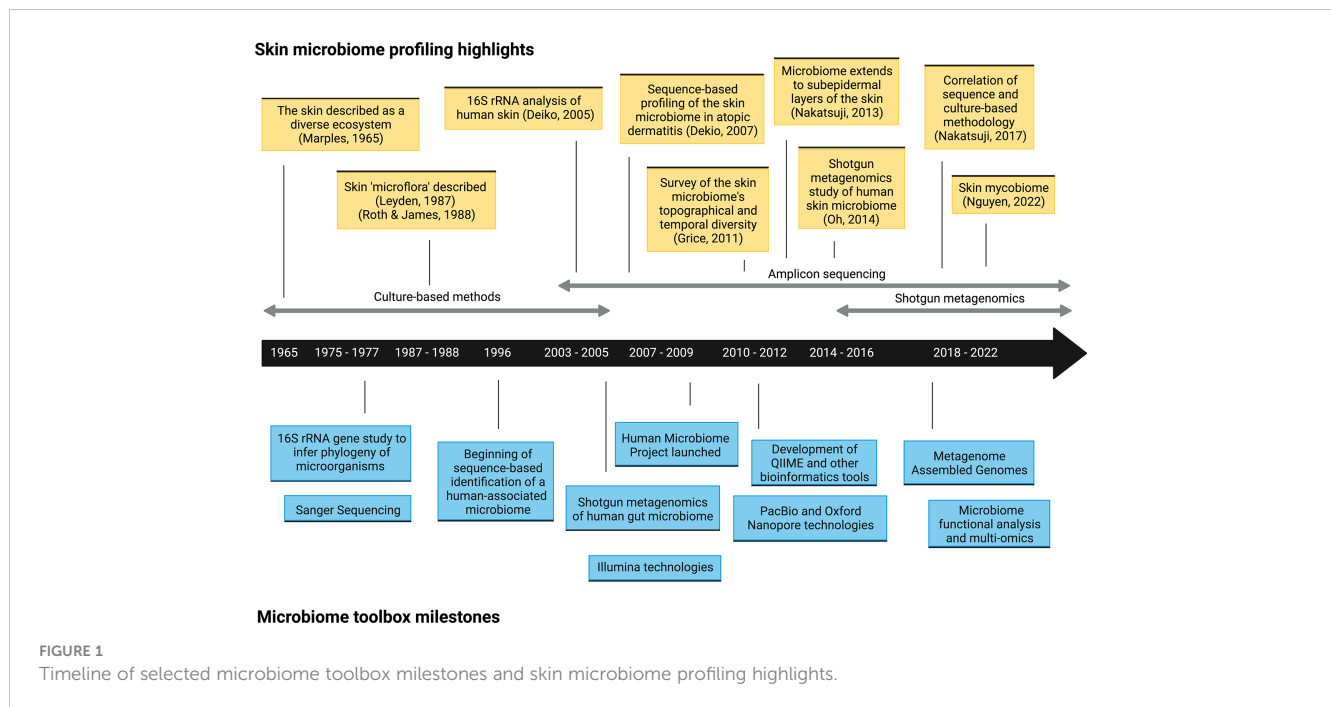 Skin microbiome profiling highlights
The skin described as a
diverse ecosystem
(Marples, 1965)
Skin 'microflora' described
(Leyden, 1987)
(Roth & James, 1988)
16S rRNA analysis of
human skin (Deiko, 2005)
Sequence-based
profiling of the skin
microbiome in atopic
dermatitis (Dekio, 2007)
Survey of the skin
microbiome's
topographical and
temporal diversity
(Grice, 2011)
Microbiome extends
to subepidermal
layers of the skin
(Nakatsuji, 2013)
Shotgun
metagenomics
study of human
skin microbiome
(Oh, 2014)
Correlation of
sequence and
culture-based
methodology
(Nakatsuji, 2017)
Skin mycobiome
(Nguyen, 2022)
Amplicon sequencing
Culture-based methods
Shotgun metagenomics
1965
1975 - 1977
1987 - 1988
1996
2003 - 2005
2007 - 2009
2010 - 2012
2014 - 2016
2018 - 2022
16S rRNA gene study to
infer phylogeny of
microorganisms
Sanger Sequencing
Beginning of
sequence-based
identification of a
human-associated
microbiome
Human Microbiome
Project launched
Shotgun metagenomics
of human gut microbiome
Illumina technologies
Development of
QIIME and other
bioinformatics tools
PacBio and Oxford
Nanopore technologies
Metagenome
Assembled Genomes
Microbiome
functional analysis
and multi-omics
Microbiome toolbox milestones
FIGURE 1
Timeline of selected microbiome toolbox milestones and skin microbiome profiling highlights.